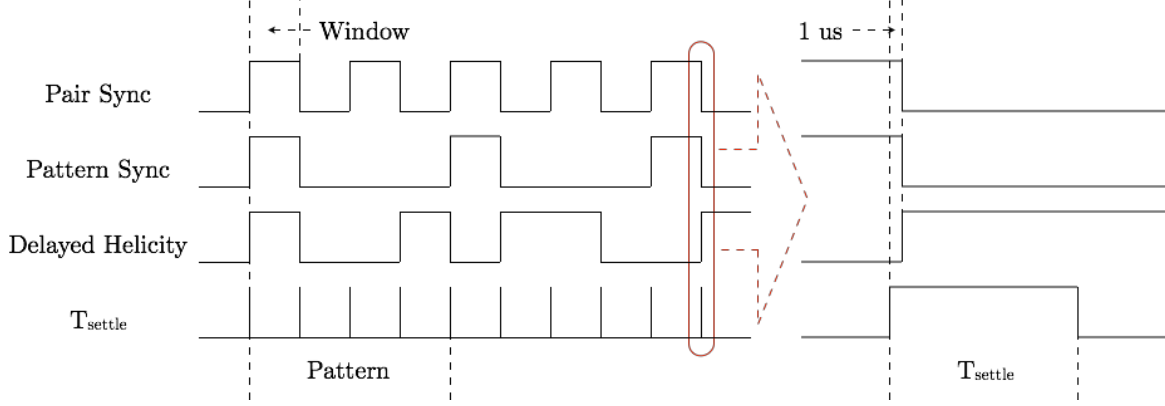 Window
1 us
Pair Sync
Pattern Sync
Delayed Helicity
Tsettle
Pattern
Tsettle